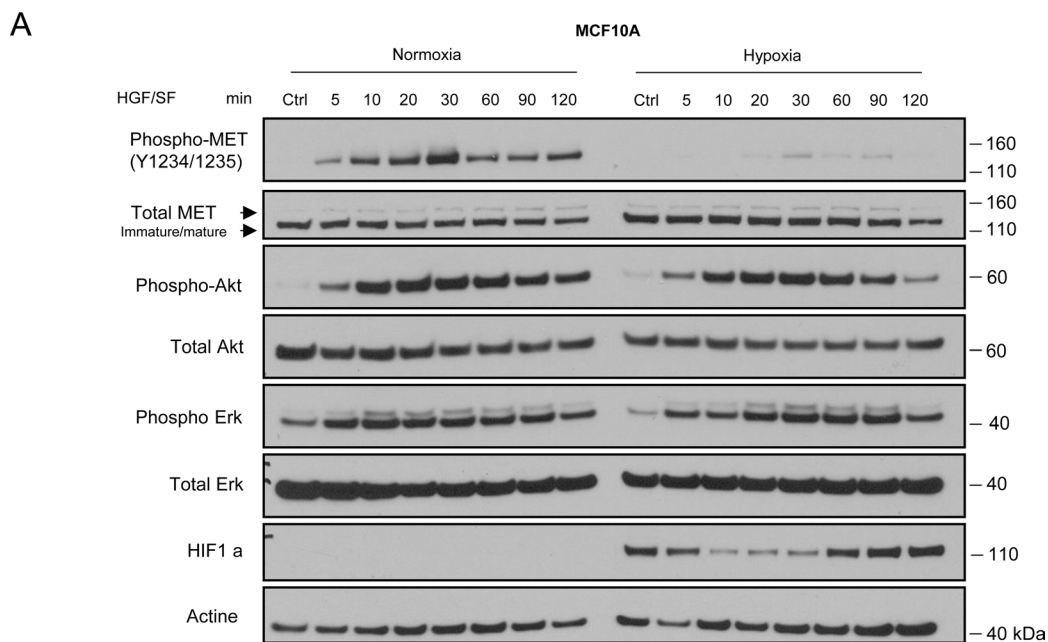 A
MCF10A
Normoxia Hypoxia
HGF/SF min Ctrl 5 10 20 30 60 90 120 Ctrl 5 10 20 30 60 90 120
Phospho-MET
(Y1234/1235)
– 160
– 110
Total MET
Immature/mature
– 160
– 110
Phospho-Akt – 60
Total Akt – 60
Phospho Erk – 40
Total Erk – 40
HIF1 a – 110
Actine – 40 kDa